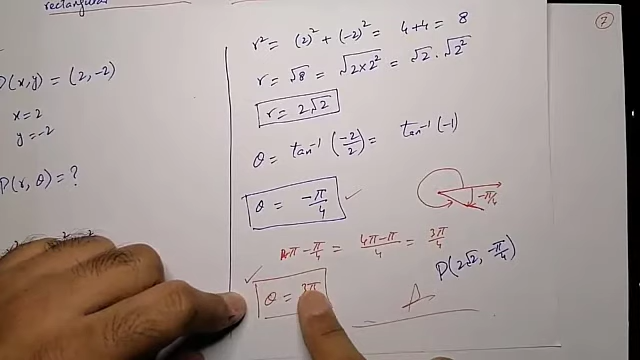 rectangular
P(x,y) = (2,-2)
x = 2
y = -2
P(r, θ) = ?
r² = (2)² + (-2)² = 4+4 = 8
r = √8 = √2×2² = √2 · √2²
r = 2√2
θ = tan⁻¹ (-2/2) = tan⁻¹ (-1)
θ = -π/4
-π/4
π - π/4 = 4π-π/4 = 3π/4
P(2√2, -π/4)
θ = 3π
7